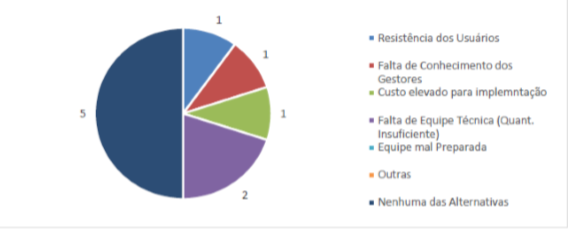 1
1
1
2
5
Resistência dos Usuários
Falta de Conhecimento dos
Gestores
Custo elevado para implemntação
Falta de Equipe Técnica (Quant.
Insuficiente)
Equipe mal Preparada
Outras
Nenhuma das Alternativas